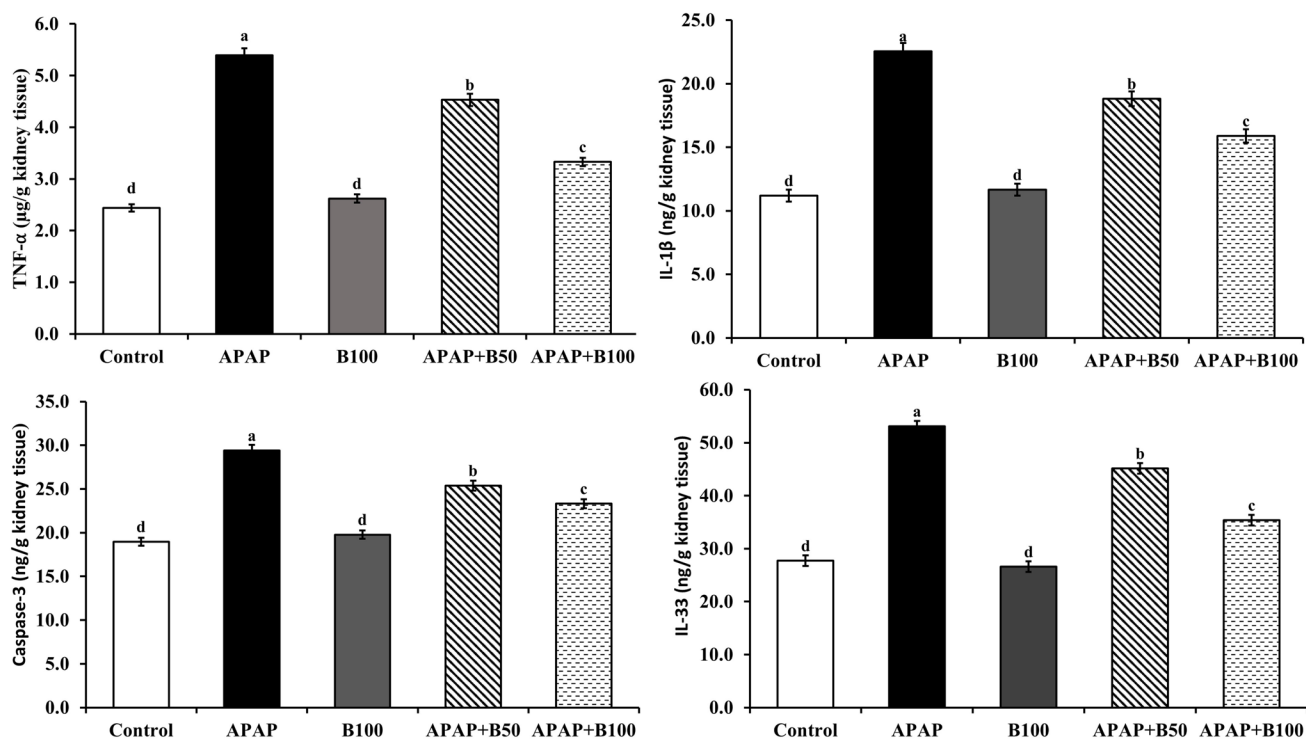 TNF-α (µg/g kidney tissue)
6.0
5.0
4.0
3.0
2.0
1.0
0.0
d
a
d
b
c
Control APAP B100 APAP+B50 APAP+B100
IL-1β (ng/g kidney tissue)
25.0
20.0
15.0
10.0
5.0
0.0
d
a
d
b
c
Control APAP B100 APAP+B50 APAP+B100
Caspase-3 (ng/g kidney tissue)
35.0
30.0
25.0
20.0
15.0
10.0
5.0
0.0
d
a
d
b
c
Control APAP B100 APAP+B50 APAP+B100
IL-33 (ng/g kidney tissue)
60.0
50.0
40.0
30.0
20.0
10.0
0.0
d
a
d
b
c
Control APAP B100 APAP+B50 APAP+B100